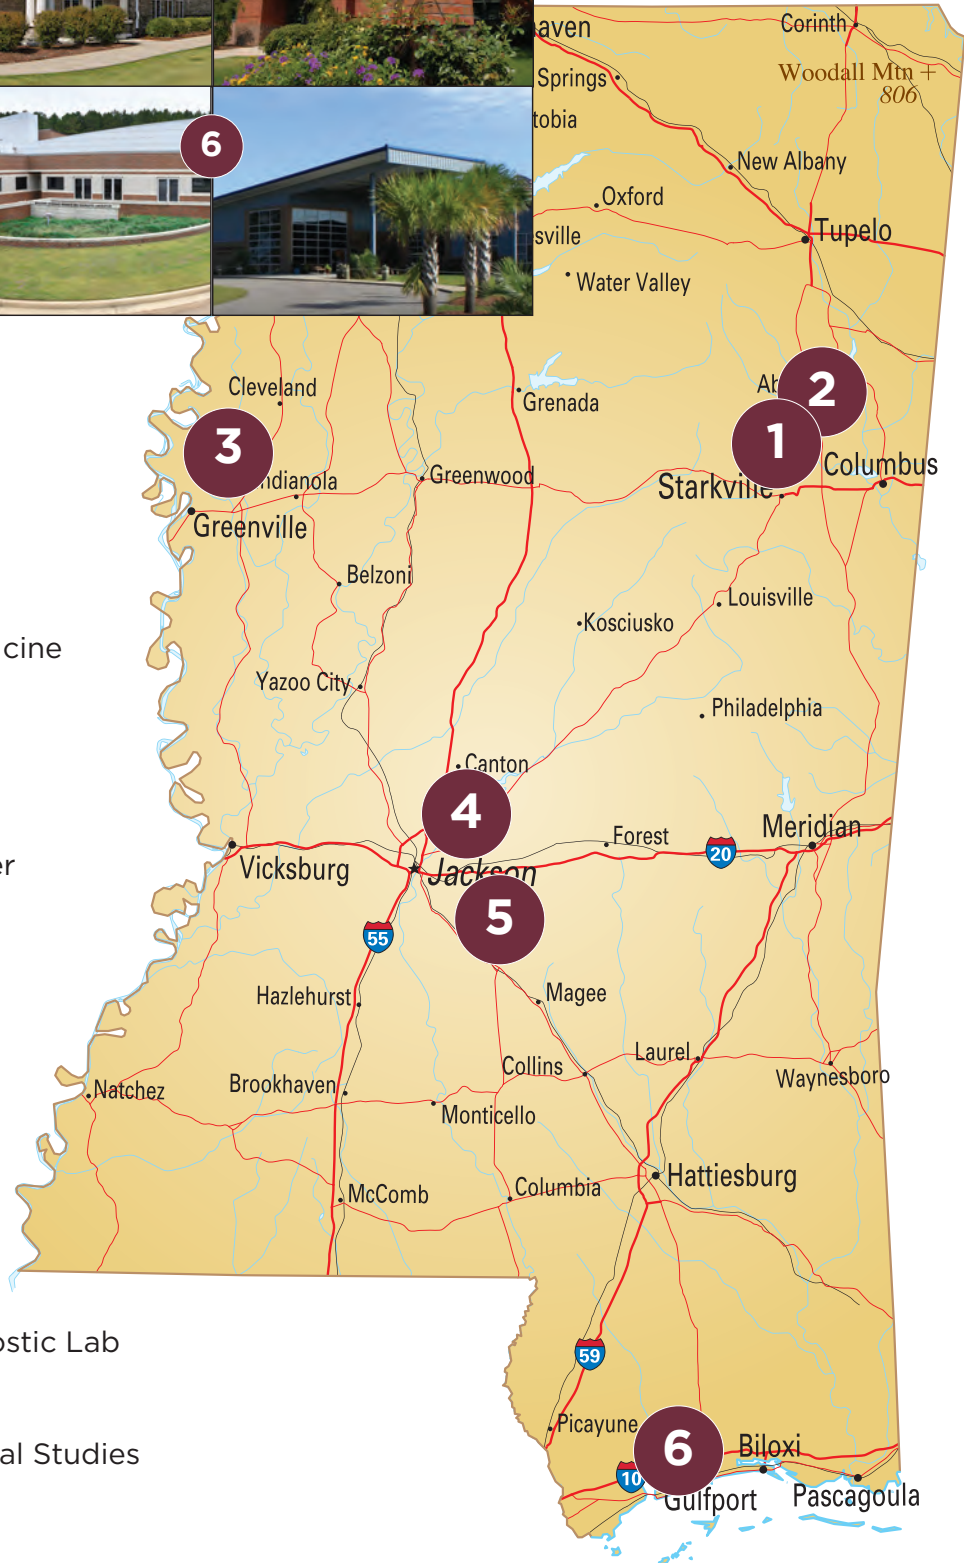 aven
Corinth
Springs
Woodall Mtn +
806
tobia
6
New Albany
Oxford
Tupelo
sville
Water Valley
Cleveland
Grenada
Ab
2
1
3
Columbus
ndianola
Greenwood
Starkville
Greenville
Belzoni
Louisville
Kosciusko
cine
Yazoo City
Philadelphia
Canton
4
Forest
Meridian
20
er
Vicksburg
Jackson
5
55
Hazlehurst
Magee
Laurel
Collins
Waynesboro
Natchez
Brookhaven
Monticello
Hattiesburg
McComb
Columbia
ostic Lab
59
Picayune
6
Biloxi
al Studies
10
Gulfport
Pascagoula